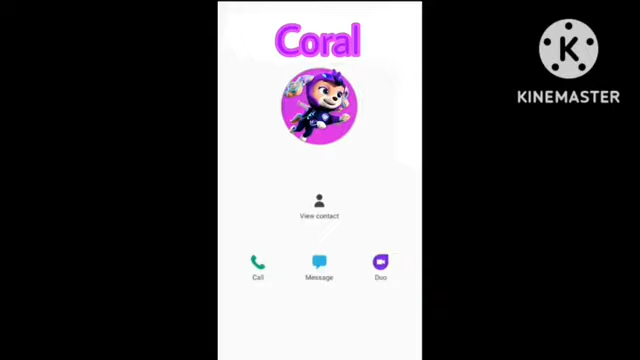 Coral
K
KINEMASTER
View contact
Call
Message
Duo